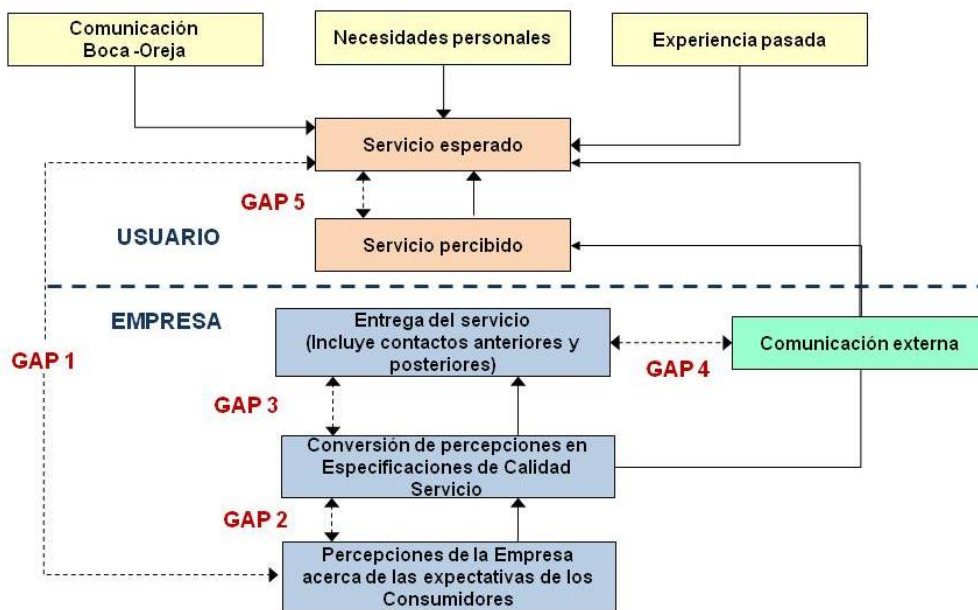 Comunicación
Boca -Oreja
Necesidades personales
Experiencia pasada
Servicio esperado
GAP 5
USUARIO
Servicio percibido
EMPRESA
Entrega del servicio
(Incluye contactos anteriores y
posteriores)
Comunicación externa
GAP 1
GAP 4
GAP 3
Conversión de percepciones en
Especificaciones de Calidad
Servicio
GAP 2
Percepciones de la Empresa
acerca de las expectativas de los
Consumidores